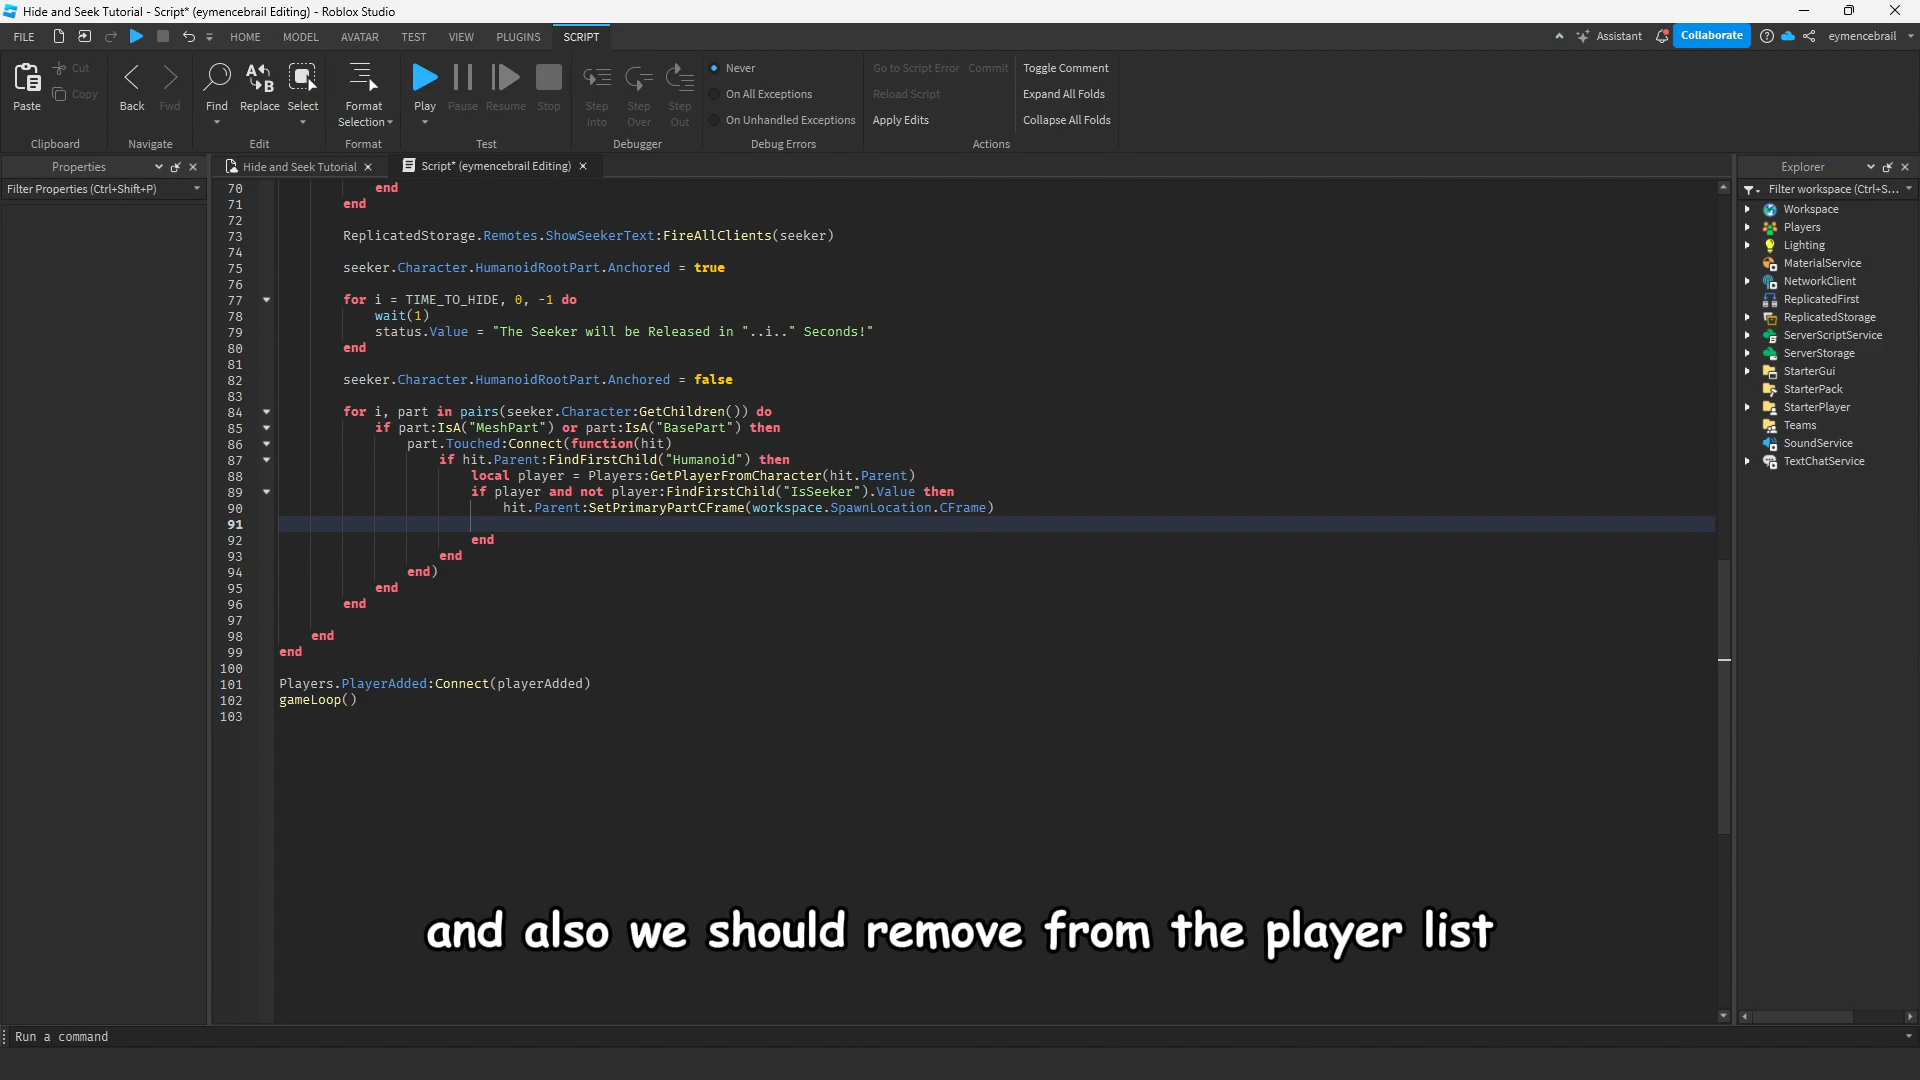 Hide and Seek Tutorial - Script* (eymencebrail Editing) - Roblox Studio
FILE HOME MODEL AVATAR TEST VIEW PLUGINS SCRIPT Assistant Collaborate eymencebrail
Paste Cut Copy Back Fwd Find Replace Select Format Selection Play Pause Resume Stop Step Into Step Over Step Out
Never
On All Exceptions
On Unhandled Exceptions
Go to Script Error Commit
Reload Script
Apply Edits
Toggle Comment
Expand All Folds
Collapse All Folds
Clipboard Navigate Edit Format Test Debugger Debug Errors Actions
Properties
Filter Properties (Ctrl+Shift+P)
Hide and Seek Tutorial
Script* (eymencebrail Editing)
70 end
71 end
72
73 ReplicatedStorage.Remotes.ShowSeekerText:FireAllClients(seeker)
74
75 seeker.Character.HumanoidRootPart.Anchored = true
76
77 for i = TIME_TO_HIDE, 0, -1 do
78 wait(1)
79 status.Value = "The Seeker will be Released in "..i.." Seconds!"
80 end
81
82 seeker.Character.HumanoidRootPart.Anchored = false
83
84 for i, part in pairs(seeker.Character:GetChildren()) do
85 if part:IsA("MeshPart") or part:IsA("BasePart") then
86 part.Touched:Connect(function(hit)
87 if hit.Parent:FindFirstChild("Humanoid") then
88 local player = Players:GetPlayerFromCharacter(hit.Parent)
89 if player and not player:FindFirstChild("IsSeeker").Value then
90 hit.Parent:SetPrimaryPartCFrame(workspace.SpawnLocation.CFrame)
91
92 end
93 end
94 end)
95 end
96 end
97
98 end
99 end
100
101 Players.PlayerAdded:Connect(playerAdded)
102 gameLoop()
103
and also we should remove from the player list
Explorer
Filter workspace (Ctrl+S...
Workspace
Players
Lighting
MaterialService
NetworkClient
ReplicatedFirst
ReplicatedStorage
ServerScriptService
ServerStorage
StarterGui
StarterPack
StarterPlayer
Teams
SoundService
TextChatService
Run a command